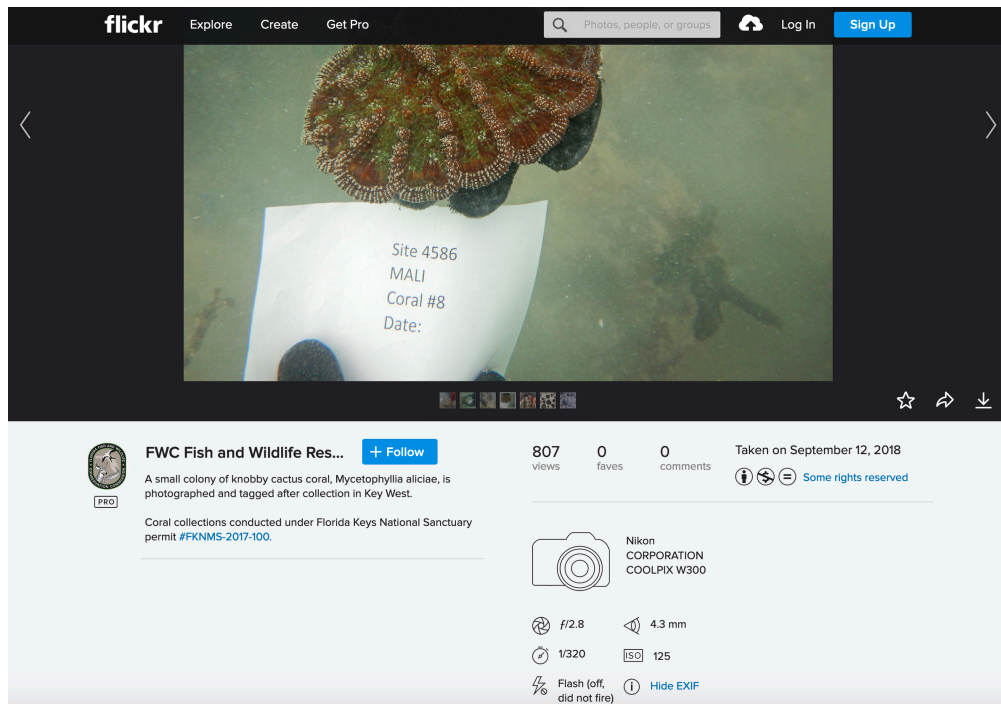 flickr
Explore
Create
Get Pro
Photos, people, or groups
Log In
Sign Up
Site 4586
MALI
Coral #8
Date:
FWC Fish and Wildlife Res...
+ Follow
PRO
A small colony of knobby cactus coral, Mycetophyllia aliciae, is
photographed and tagged after collection in Key West.
Coral collections conducted under Florida Keys National Sanctuary
permit #FKNMS-2017-100.
807
views
0
faves
0
comments
Taken on September 12, 2018
Some rights reserved
Nikon
CORPORATION
COOLPIX W300
ƒ/2.8
4.3 mm
1/320
ISO
125
Flash (off,
did not fire)
Hide EXIF